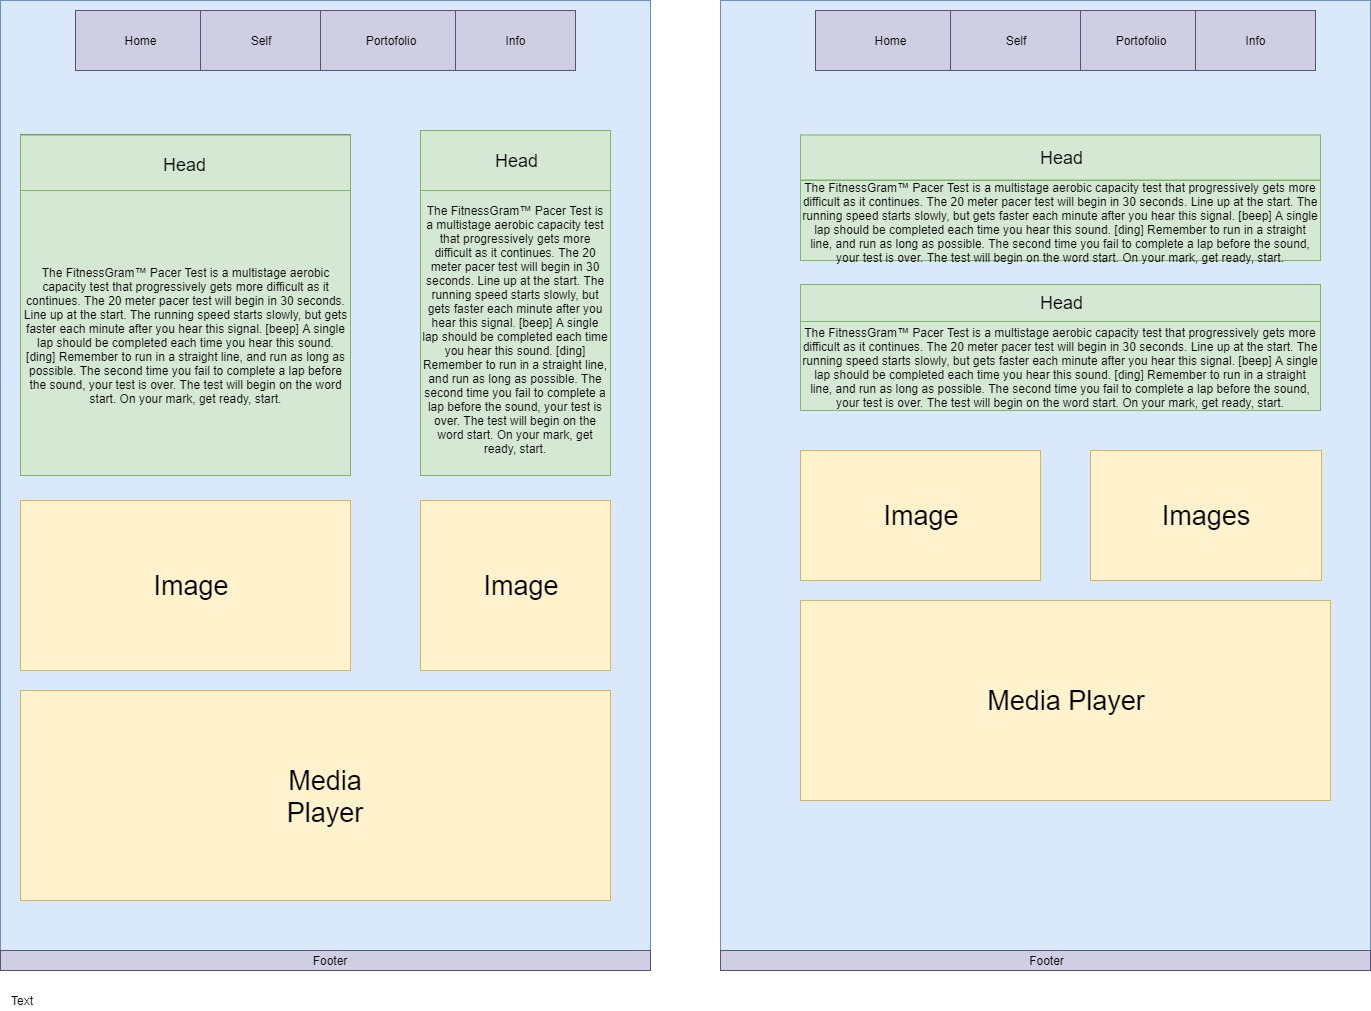 Home Self Portofolio Info
Head
The FitnessGram™ Pacer Test is a multistage aerobic
capacity test that progressively gets more difficult as it
continues. The 20 meter pacer test will begin in 30 seconds.
Line up at the start. The running speed starts slowly, but gets
faster each minute after you hear this signal. [beep] A single
lap should be completed each time you hear this sound.
[ding] Remember to run in a straight line, and run as long as
possible. The second time you fail to complete a lap before
the sound, your test is over. The test will begin on the word
start. On your mark, get ready, start.
Head
The FitnessGram™ Pacer Test is
a multistage aerobic capacity test
that progressively gets more
difficult as it continues. The 20
meter pacer test will begin in 30
seconds. Line up at the start. The
running speed starts slowly, but
gets faster each minute after you
hear this signal. [beep] A single
lap should be completed each time
you hear this sound. [ding]
Remember to run in a straight line,
and run as long as possible. The
second time you fail to complete a
lap before the sound, your test is
over. The test will begin on the
word start. On your mark, get
ready, start.
Image
Image
Media
Player
Footer
Text
Home Self Portofolio Info
Head
The FitnessGram™ Pacer Test is a multistage aerobic capacity test that progressively gets more
difficult as it continues. The 20 meter pacer test will begin in 30 seconds. Line up at the start. The
running speed starts slowly, but gets faster each minute after you hear this signal. [beep] A single
lap should be completed each time you hear this sound. [ding] Remember to run in a straight
line, and run as long as possible. The second time you fail to complete a lap before the sound,
your test is over. The test will begin on the word start. On your mark, get ready, start.
Head
The FitnessGram™ Pacer Test is a multistage aerobic capacity test that progressively gets more
difficult as it continues. The 20 meter pacer test will begin in 30 seconds. Line up at the start. The
running speed starts slowly, but gets faster each minute after you hear this signal. [beep] A single
lap should be completed each time you hear this sound. [ding] Remember to run in a straight
line, and run as long as possible. The second time you fail to complete a lap before the sound,
your test is over. The test will begin on the word start. On your mark, get ready, start.
Image
Images
Media Player
Footer